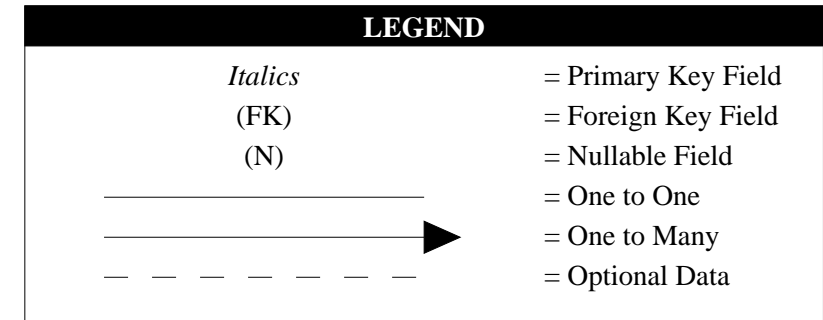 LEGEND
Italics = Primary Key Field
(FK) = Foreign Key Field
(N) = Nullable Field
= One to One
= One to Many
= Optional Data